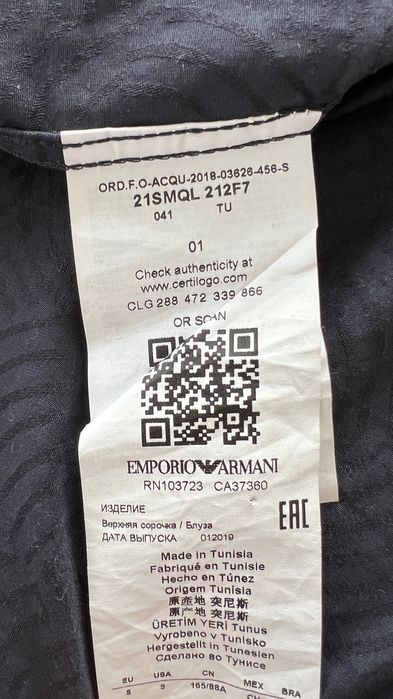 ORD.F.O-ACQU-2018-03626-456-S
21SMQL 212F7
041 TU
01
Check authenticity at
www.certilogo.com
CLG 288 472 339 866
OR SCAN
EMPORIO ARMANI
RN103723 CA37360
ИЗДЕЛИЕ
EAC
Верхняя сорочка / Блуза
ДАТА ВЫПУСКА 012019
Made in Tunisia
Fabriqué en Tunisie
Hecho en Túnez
Origem Tunísia
原産地 突尼斯
原产地 突尼斯
ÜRETİM YERİ Tunus
Vyrobeno v Tunisko
Hergestellt in Tunesien
Сделано во Тунисе
EU USA CN MEX BRA
S S 165/88A